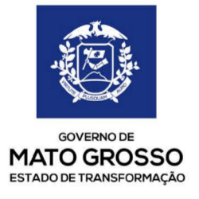 GOVERNO DE
MATO GROSSO
ESTADO DE TRANSFORMAÇÃO